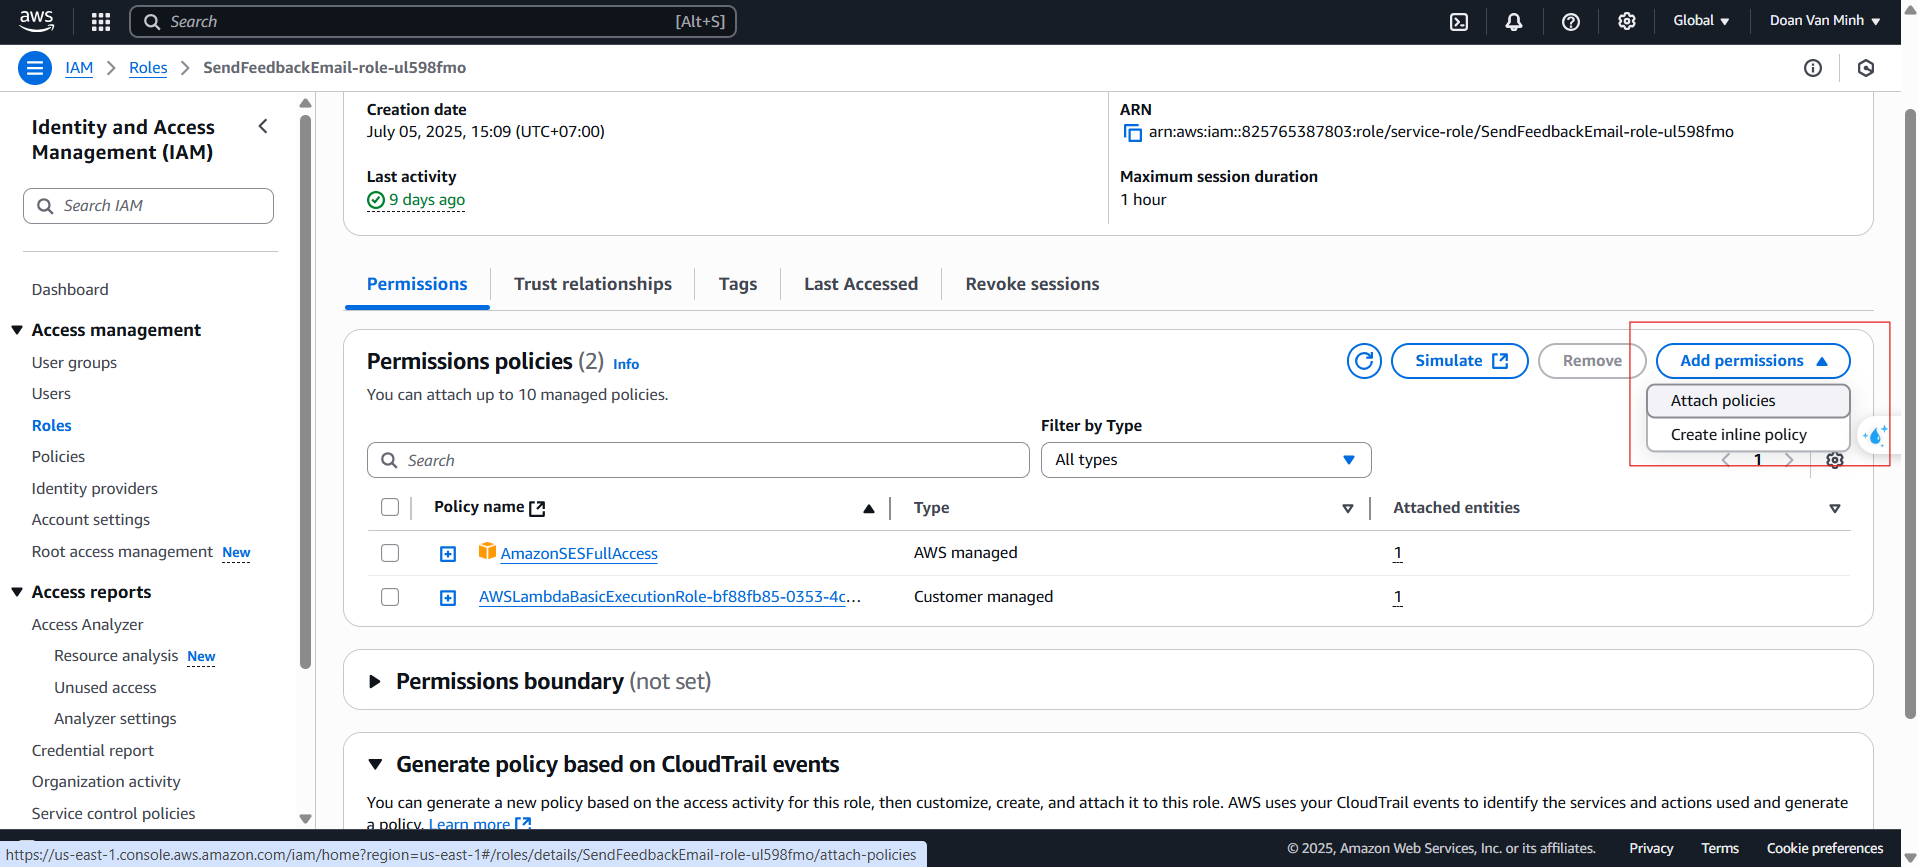 aws
Search [Alt+S]
Global
Doan Van Minh
IAM
Roles
SendFeedbackEmail-role-ul598fmo
Identity and Access
Management (IAM)
Search IAM
Dashboard
Access management
User groups
Users
Roles
Policies
Identity providers
Account settings
Root access management New
Access reports
Access Analyzer
Resource analysis New
Unused access
Analyzer settings
Credential report
Organization activity
Service control policies
Creation date
July 05, 2025, 15:09 (UTC+07:00)
Last activity
9 days ago
ARN
arn:aws:iam::825765387803:role/service-role/SendFeedbackEmail-role-ul598fmo
Maximum session duration
1 hour
Permissions
Trust relationships
Tags
Last Accessed
Revoke sessions
Permissions policies (2) Info
You can attach up to 10 managed policies.
Simulate
Remove
Add permissions
Attach policies
Create inline policy
Filter by Type
Search
All types
1
Policy name
Type
Attached entities
AmazonSESFullAccess
AWS managed
1
AWSLambdaBasicExecutionRole-bf88fb85-0353-4c...
Customer managed
1
Permissions boundary (not set)
Generate policy based on CloudTrail events
You can generate a new policy based on the access activity for this role, then customize, create, and attach it to this role. AWS uses your CloudTrail events to identify the services and actions used and generate
a policy. Learn more
https://us-east-1.console.aws.amazon.com/iam/home?region=us-east-1#/roles/details/SendFeedbackEmail-role-ul598fmo/attach-policies
© 2025, Amazon Web Services, Inc. or its affiliates.
Privacy
Terms
Cookie preferences